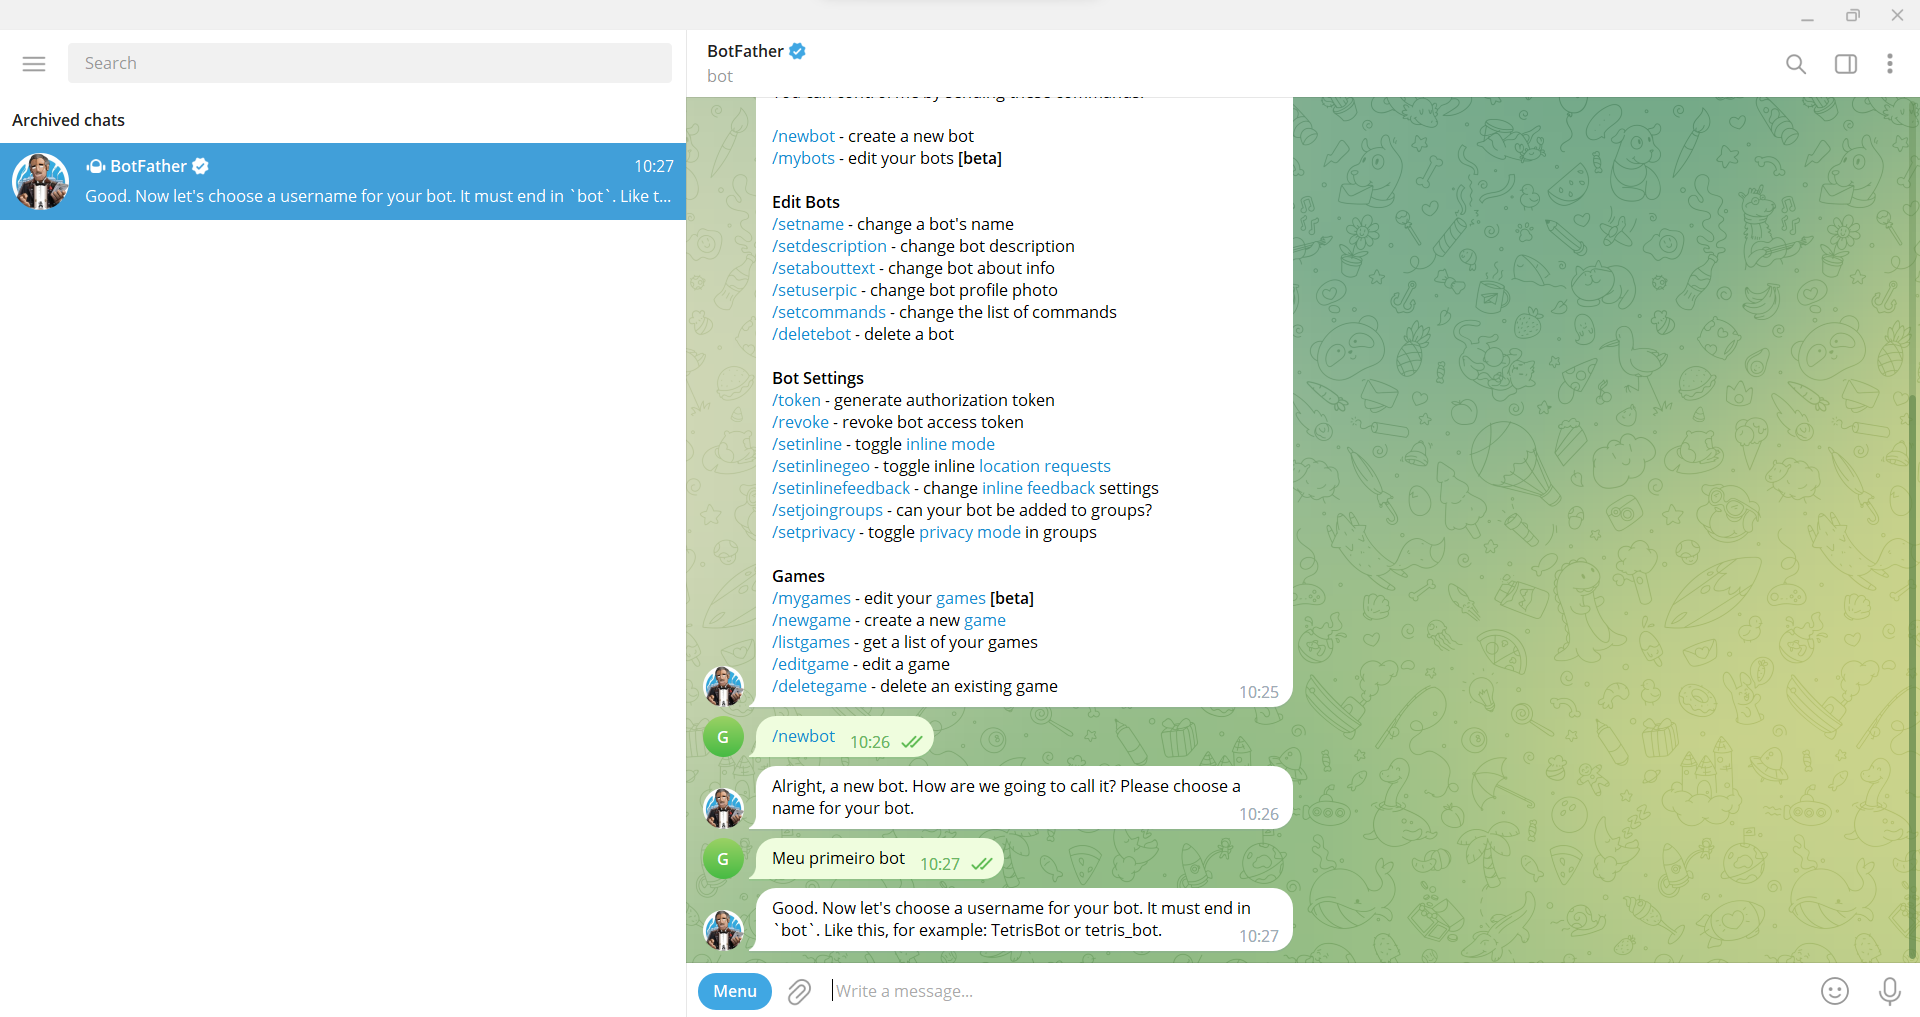 Search
Archived chats
BotFather
10:27
Good. Now let's choose a username for your bot. It must end in `bot`. Like t...
BotFather
bot
You can control me by sending these commands:
/newbot - create a new bot
/mybots - edit your bots [beta]
Edit Bots
/setname - change a bot's name
/setdescription - change bot description
/setabouttext - change bot about info
/setuserpic - change bot profile photo
/setcommands - change the list of commands
/deletebot - delete a bot
Bot Settings
/token - generate authorization token
/revoke - revoke bot access token
/setinline - toggle inline mode
/setinlinegeo - toggle inline location requests
/setinlinefeedback - change inline feedback settings
/setjoingroups - can your bot be added to groups?
/setprivacy - toggle privacy mode in groups
Games
/mygames - edit your games [beta]
/newgame - create a new game
/listgames - get a list of your games
/editgame - edit a game
/deletegame - delete an existing game
10:25
G
/newbot 10:26
Alright, a new bot. How are we going to call it? Please choose a
name for your bot.
10:26
G
Meu primeiro bot 10:27
Good. Now let's choose a username for your bot. It must end in
`bot`. Like this, for example: TetrisBot or tetris_bot.
10:27
Menu
Write a message...